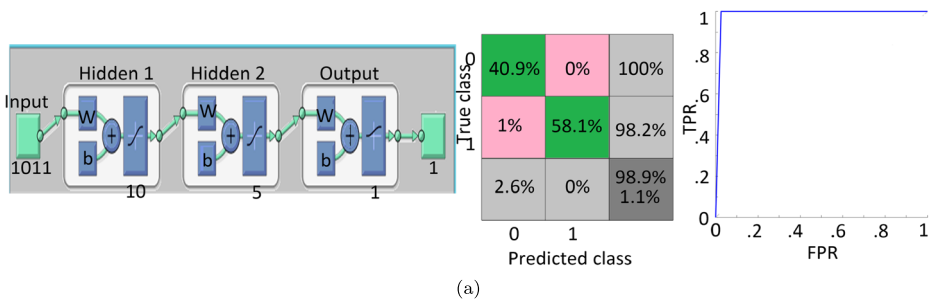 Hidden 1
Hidden 2
Output
Input
W
b
+
W
b
+
W
b
+
1011
10
5
1
1
True class
0
1
40.9%
0%
100%
1%
58.1%
98.2%
2.6%
0%
98.9%
1.1%
0
1
Predicted class
TPR.
1
.8
.6
.4
.2
0
0
.2
.4
.6
.8
1
FPR
(a)